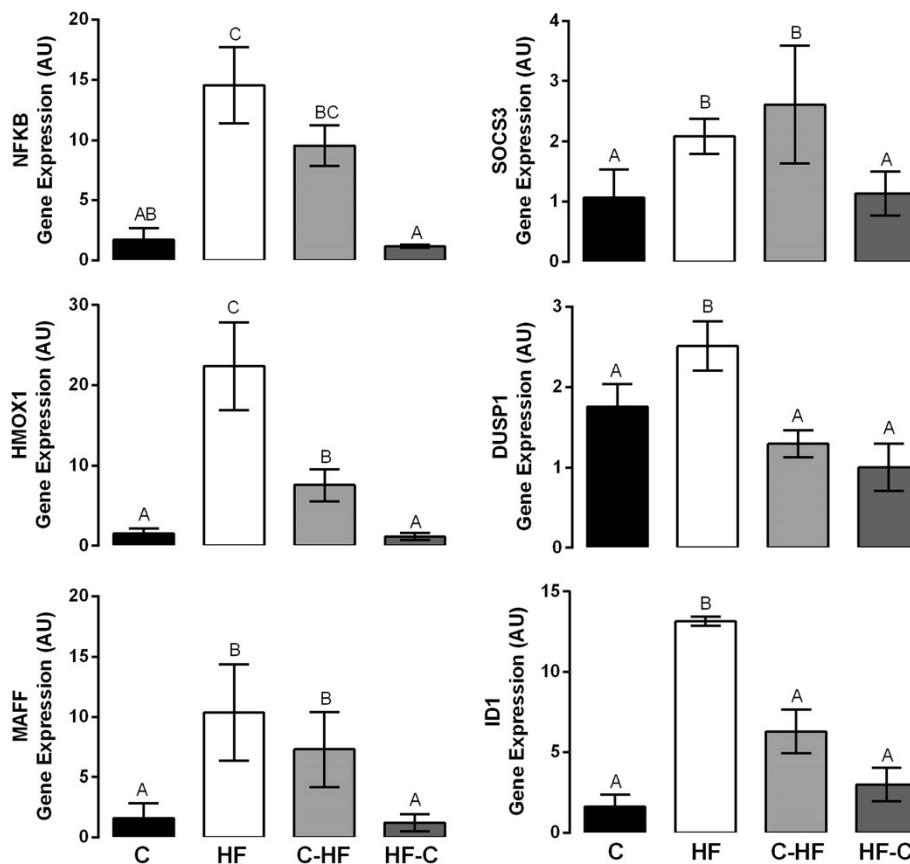 NFKB
Gene Expression (AU)
20
15
10
5
0
AB
C
BC
A
SOCS3
Gene Expression (AU)
4
3
2
1
0
A
B
B
A
HMOX1
Gene Expression (AU)
30
20
10
0
A
C
B
A
DUSP1
Gene Expression (AU)
3
2
1
0
A
B
A
A
MAFF
Gene Expression (AU)
20
15
10
5
0
A
B
B
A
C HF C-HF HF-C
ID1
Gene Expression (AU)
15
10
5
0
A
B
A
A
C HF C-HF HF-C